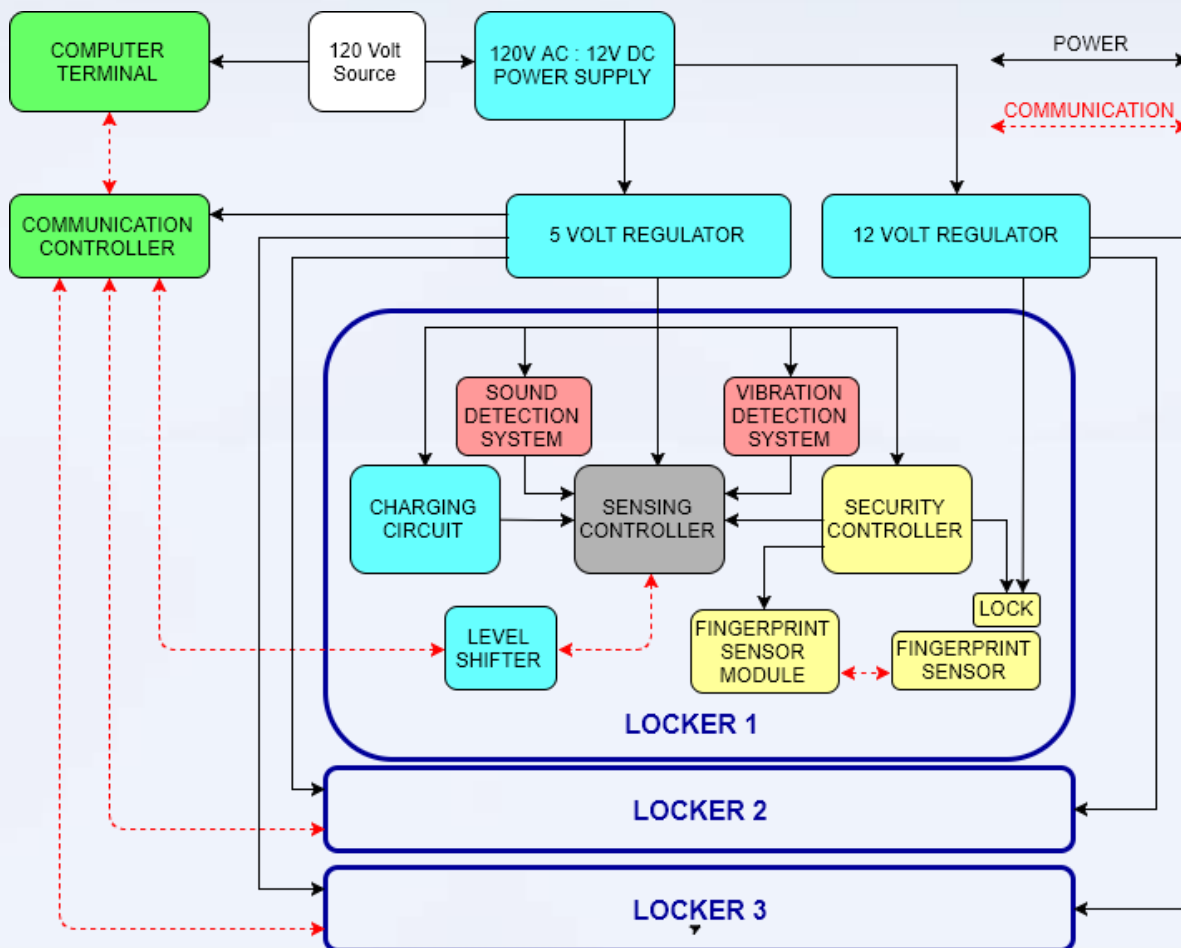 COMPUTER
TERMINAL
120 Volt
Source
120V AC : 12V DC
POWER SUPPLY
POWER
COMMUNICATION
COMMUNICATION
CONTROLLER
5 VOLT REGULATOR
12 VOLT REGULATOR
SOUND
DETECTION
SYSTEM
VIBRATION
DETECTION
SYSTEM
CHARGING
CIRCUIT
SENSING
CONTROLLER
SECURITY
CONTROLLER
LEVEL
SHIFTER
FINGERPRINT
SENSOR
MODULE
LOCK
FINGERPRINT
SENSOR
LOCKER 1
LOCKER 2
LOCKER 3